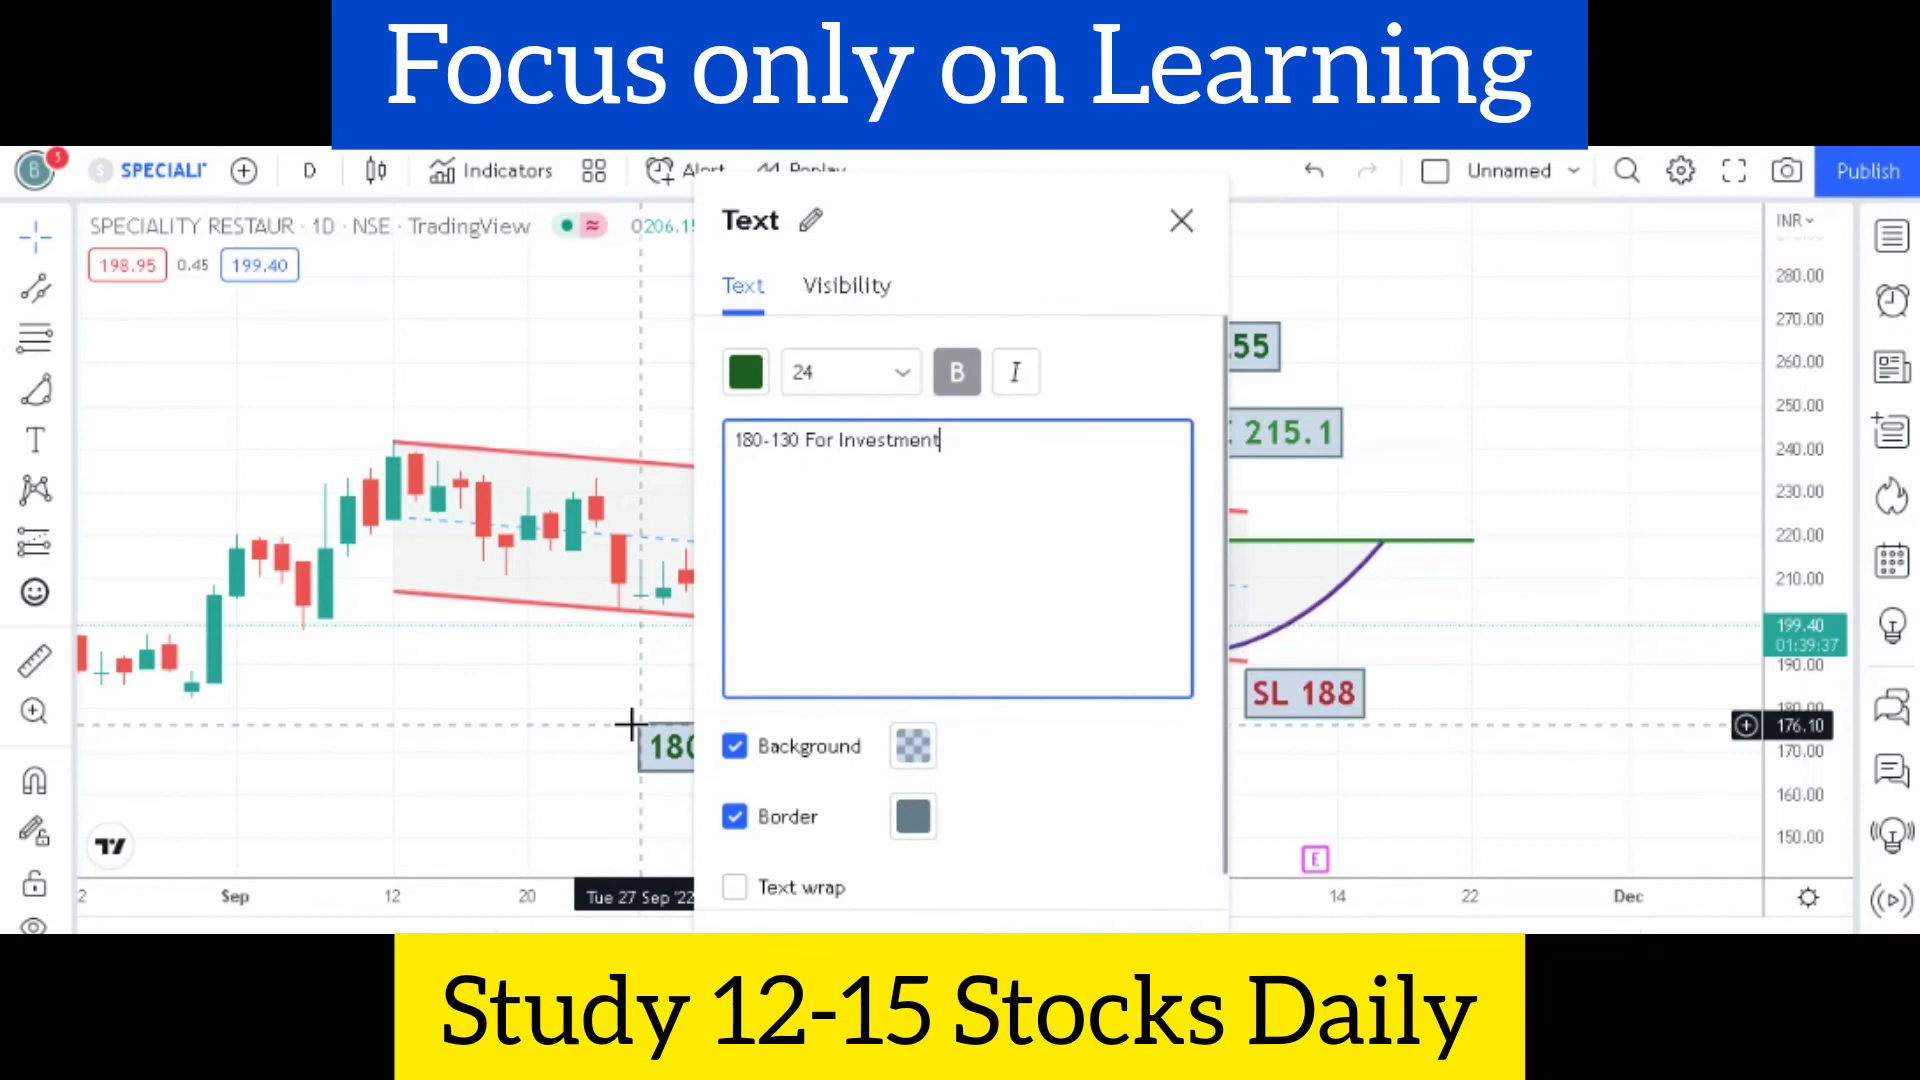 Focus only on Learning
B
5
S SPECIALI
D
Indicators
Alert
Replay
Unnamed
Publish
SPECIALITY RESTAUR · 1D · NSE · TradingView
198.95
0.45
199.40
Text
Text
Visibility
24
B
I
180-130 For Investment
Background
Border
Text wrap
55
215.1
SL 188
E
INR
280.00
270.00
260.00
250.00
240.00
230.00
220.00
210.00
199.40
01:39:37
190.00
180.00
176.10
170.00
160.00
150.00
Sep
12
20
Tue 27 Sep '22
14
22
Dec
Study 12-15 Stocks Daily